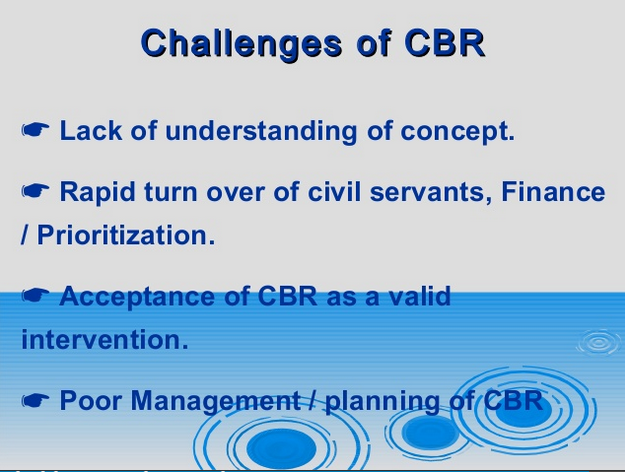 Challenges of CBR
☛ Lack of understanding of concept.
☛ Rapid turn over of civil servants, Finance
/ Prioritization.
☛ Acceptance of CBR as a valid
intervention.
☛ Poor Management / planning of CBR